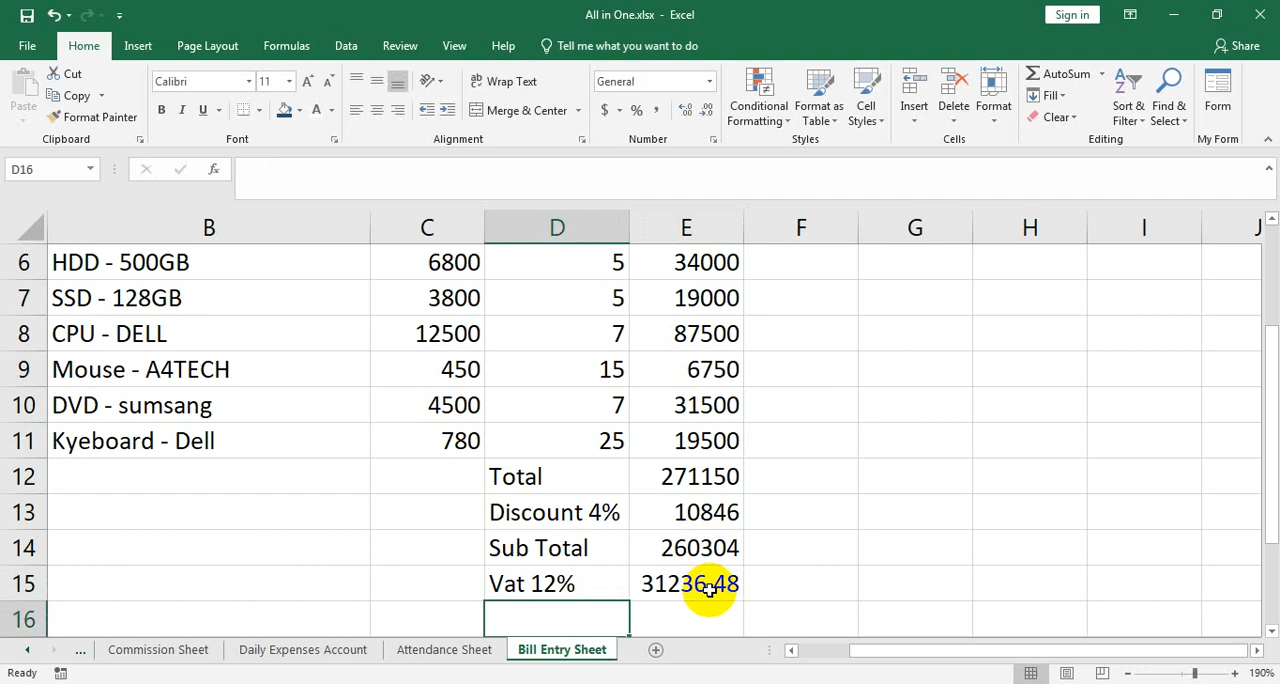 All in One.xlsx - Excel
Sign in
File Home Insert Page Layout Formulas Data Review View Help Tell me what you want to do Share
Paste
Cut
Copy
Format Painter
Clipboard
Calibri 11
B I U
Font
Wrap Text
Merge & Center
Alignment
General
$ % ,
Number
Conditional Formatting
Format as Table
Cell Styles
Styles
Insert Delete Format
Cells
AutoSum
Fill
Clear
Sort & Filter
Find & Select
Editing
Form
My Form
D16 fx
B C D E F G H I J
6 HDD - 500GB 6800 5 34000
7 SSD - 128GB 3800 5 19000
8 CPU - DELL 12500 7 87500
9 Mouse - A4TECH 450 15 6750
10 DVD - sumsang 4500 7 31500
11 Kyeboard - Dell 780 25 19500
12 Total 271150
13 Discount 4% 10846
14 Sub Total 260304
15 Vat 12% 31236.48
16
... Commission Sheet Daily Expenses Account Attendance Sheet Bill Entry Sheet
Ready 190%